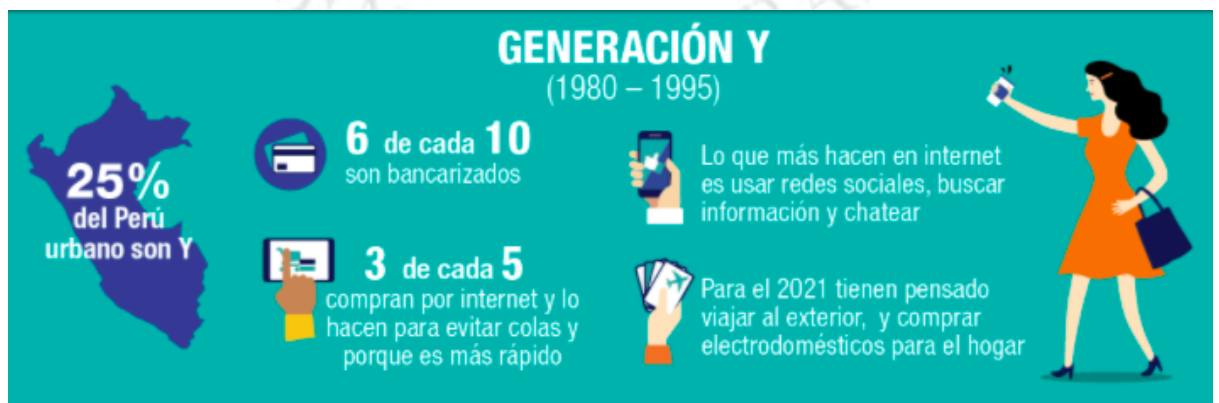 GENERACIÓN Y
(1980 – 1995)
25%
del Perú
urbano son Y
6 de cada 10
son bancarizados
3 de cada 5
compran por internet y lo
hacen para evitar colas y
porque es más rápido
Lo que más hacen en internet
es usar redes sociales, buscar
información y chatear
Para el 2021 tienen pensado
viajar al exterior,  y comprar
electrodomésticos para el hogar